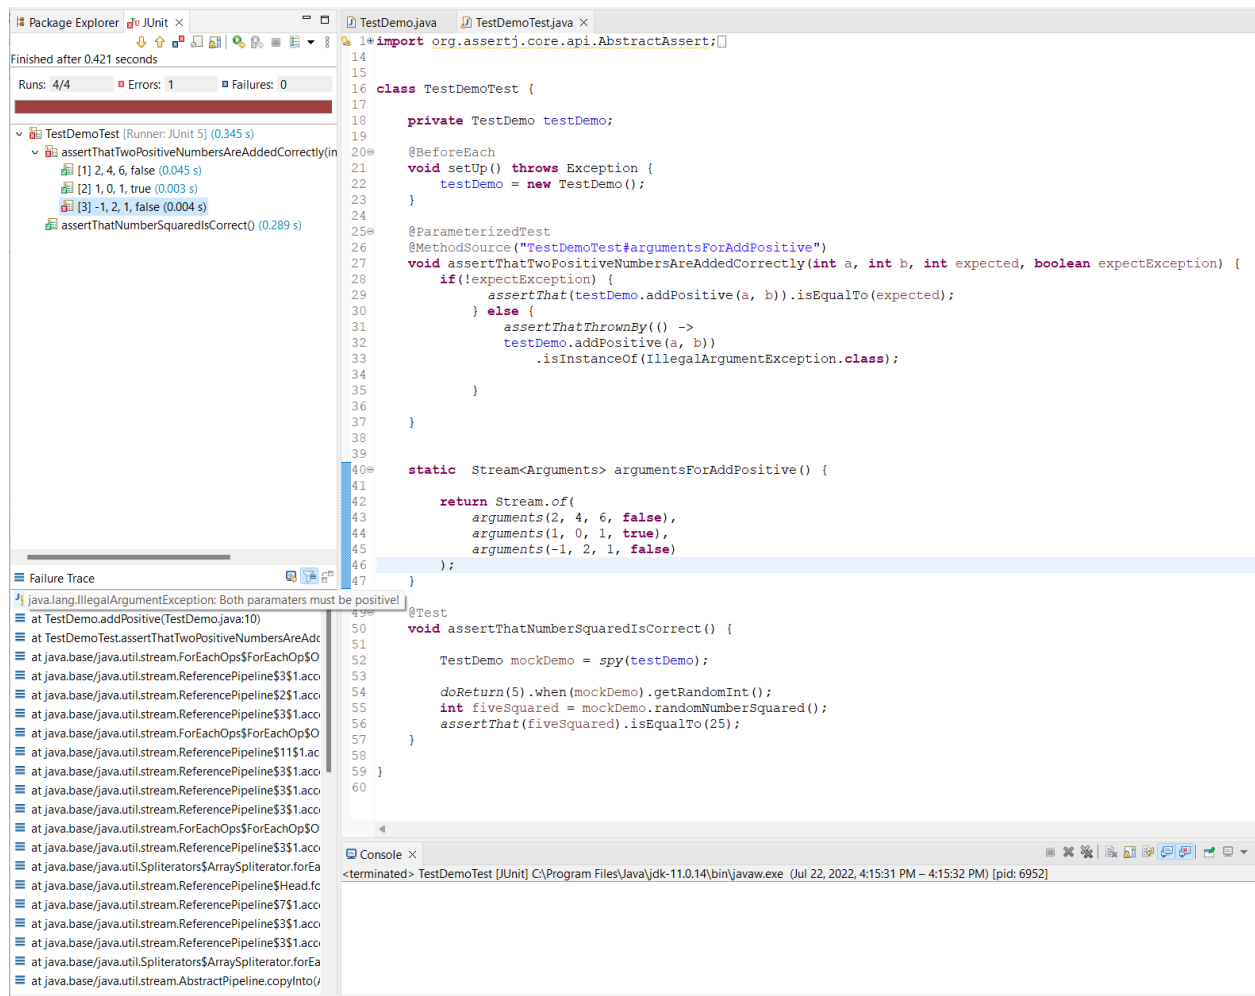 Package Explorer JUnit TestDemo.java TestDemoTest.java
Finished after 0.421 seconds
Runs: 4/4 Errors: 1 Failures: 0
TestDemoTest [Runner: JUnit 5] (0.345 s)
assertThatTwoPositiveNumbersAreAddedCorrectly(in
[1] 2, 4, 6, false (0.045 s)
[2] 1, 0, 1, true (0.003 s)
[3] -1, 2, 1, false (0.004 s)
assertThatNumberSquaredIsCorrect() (0.289 s)
Failure Trace
java.lang.IllegalArgumentException: Both paramaters must be positive!
at TestDemo.addPositive(TestDemo.java:10)
at TestDemoTest.assertThatTwoPositiveNumbersAreAdd
at java.base/java.util.stream.ForEachOps$ForEachOp$O
at java.base/java.util.stream.ReferencePipeline$3$1.acc
at java.base/java.util.stream.ReferencePipeline$2$1.acc
at java.base/java.util.stream.ReferencePipeline$3$1.acc
at java.base/java.util.stream.ForEachOps$ForEachOp$O
at java.base/java.util.stream.ReferencePipeline$11$1.ac
at java.base/java.util.stream.ReferencePipeline$3$1.acc
at java.base/java.util.stream.ReferencePipeline$3$1.acc
at java.base/java.util.stream.ReferencePipeline$3$1.acc
at java.base/java.util.stream.ForEachOps$ForEachOp$O
at java.base/java.util.stream.ReferencePipeline$3$1.acc
at java.base/java.util.Spliterators$ArraySpliterator.forEa
at java.base/java.util.stream.ReferencePipeline$Head.fo
at java.base/java.util.stream.ReferencePipeline$7$1.acc
at java.base/java.util.stream.ReferencePipeline$3$1.acc
at java.base/java.util.stream.ReferencePipeline$3$1.acc
at java.base/java.util.Spliterators$ArraySpliterator.forEa
at java.base/java.util.stream.AbstractPipeline.copyInto(A
1 import org.assertj.core.api.AbstractAssert;
14
15
16 class TestDemoTest {
17
18 private TestDemo testDemo;
19
20 @BeforeEach
21 void setUp() throws Exception {
22 testDemo = new TestDemo();
23 }
24
25 @ParameterizedTest
26 @MethodSource("TestDemoTest#argumentsForAddPositive")
27 void assertThatTwoPositiveNumbersAreAddedCorrectly(int a, int b, int expected, boolean expectException) {
28 if(!expectException) {
29 assertThat(testDemo.addPositive(a, b)).isEqualTo(expected);
30 } else {
31 assertThatThrownBy(() ->
32 testDemo.addPositive(a, b))
33 .isInstanceOf(IllegalArgumentException.class);
34
35 }
36
37 }
38
39
40 static Stream<Arguments> argumentsForAddPositive() {
41
42 return Stream.of(
43 arguments(2, 4, 6, false),
44 arguments(1, 0, 1, true),
45 arguments(-1, 2, 1, false)
46 );
47 }
49 @Test
50 void assertThatNumberSquaredIsCorrect() {
51
52 TestDemo mockDemo = spy(testDemo);
53
54 doReturn(5).when(mockDemo).getRandomInt();
55 int fiveSquared = mockDemo.randomNumberSquared();
56 assertThat(fiveSquared).isEqualTo(25);
57 }
58
59 }
60
Console
<terminated> TestDemoTest [JUnit] C:\Program Files\Java\jdk-11.0.14\bin\javaw.exe (Jul 22, 2022, 4:15:31 PM – 4:15:32 PM) [pid: 6952]